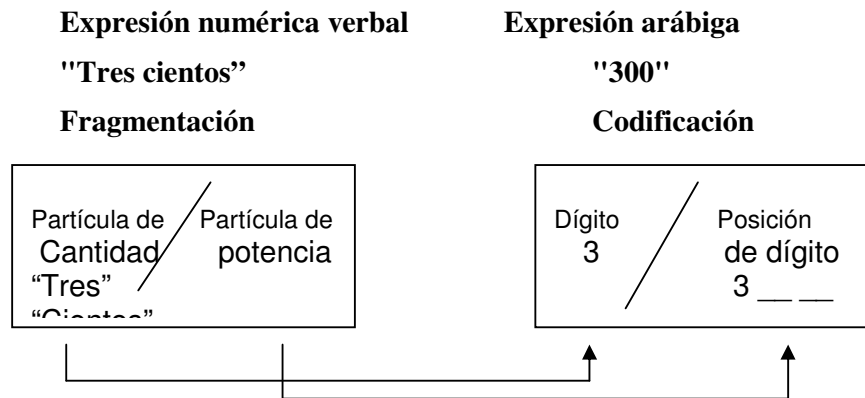 Expresión numérica verbal Expresión arábiga
"Tres cientos” "300"
Fragmentación Codificación
Partícula de Partícula de
Cantidad potencia
“Tres”
“Cientos”
Dígito Posición
3 de dígito
3 __ __